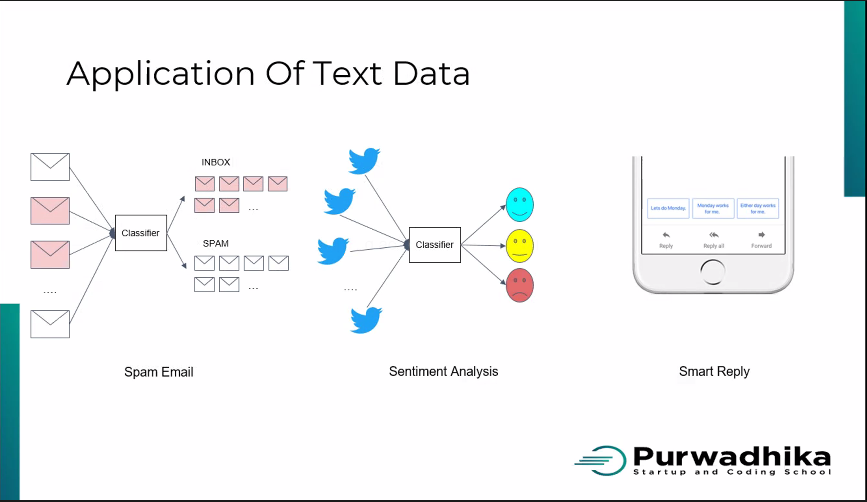 Application Of Text Data
INBOX
...
Classifier
SPAM
...
....
Spam Email
Classifier
....
Sentiment Analysis
Lets do Monday.
Monday works
for me.
Either day works
for me.
Reply
Reply all
Forward
Smart Reply
Purwadhika
Startup and Coding School